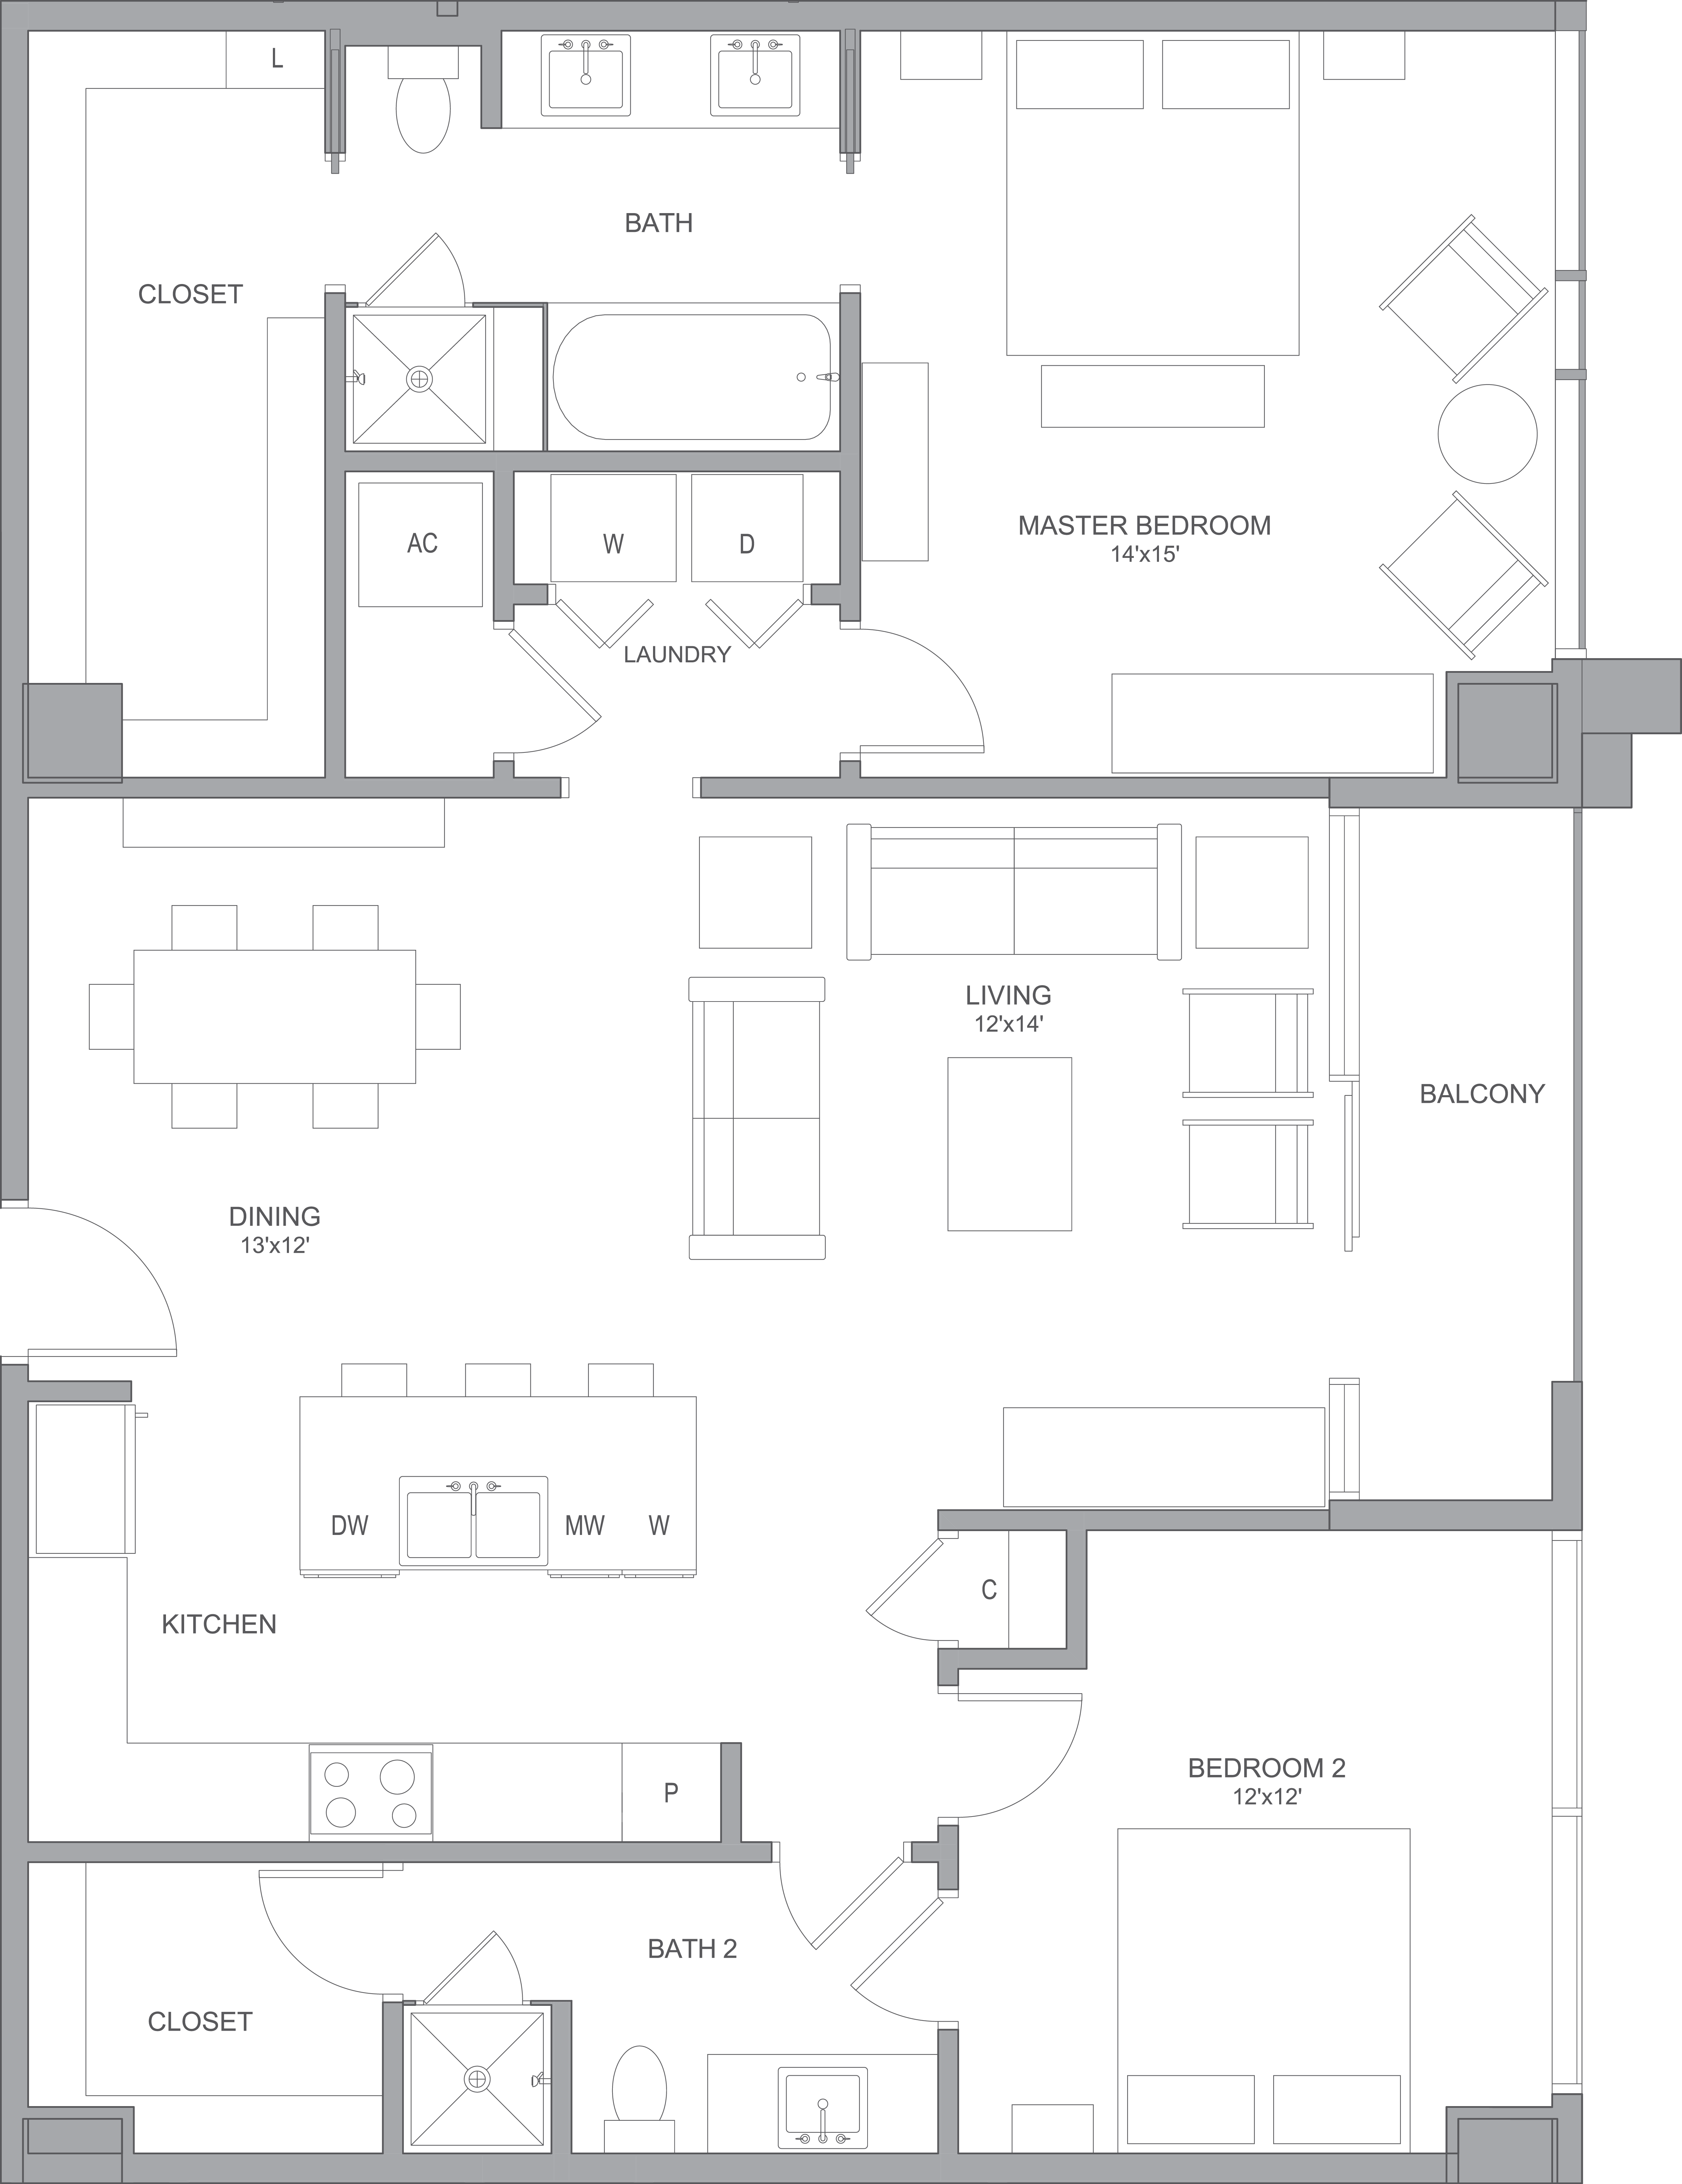 L
BATH
CLOSET
MASTER BEDROOM
14'x15'
AC
W
D
LAUNDRY
LIVING
12'x14'
BALCONY
DINING
13'x12'
DW
MW
W
C
KITCHEN
P
BEDROOM 2
12'x12'
BATH 2
CLOSET